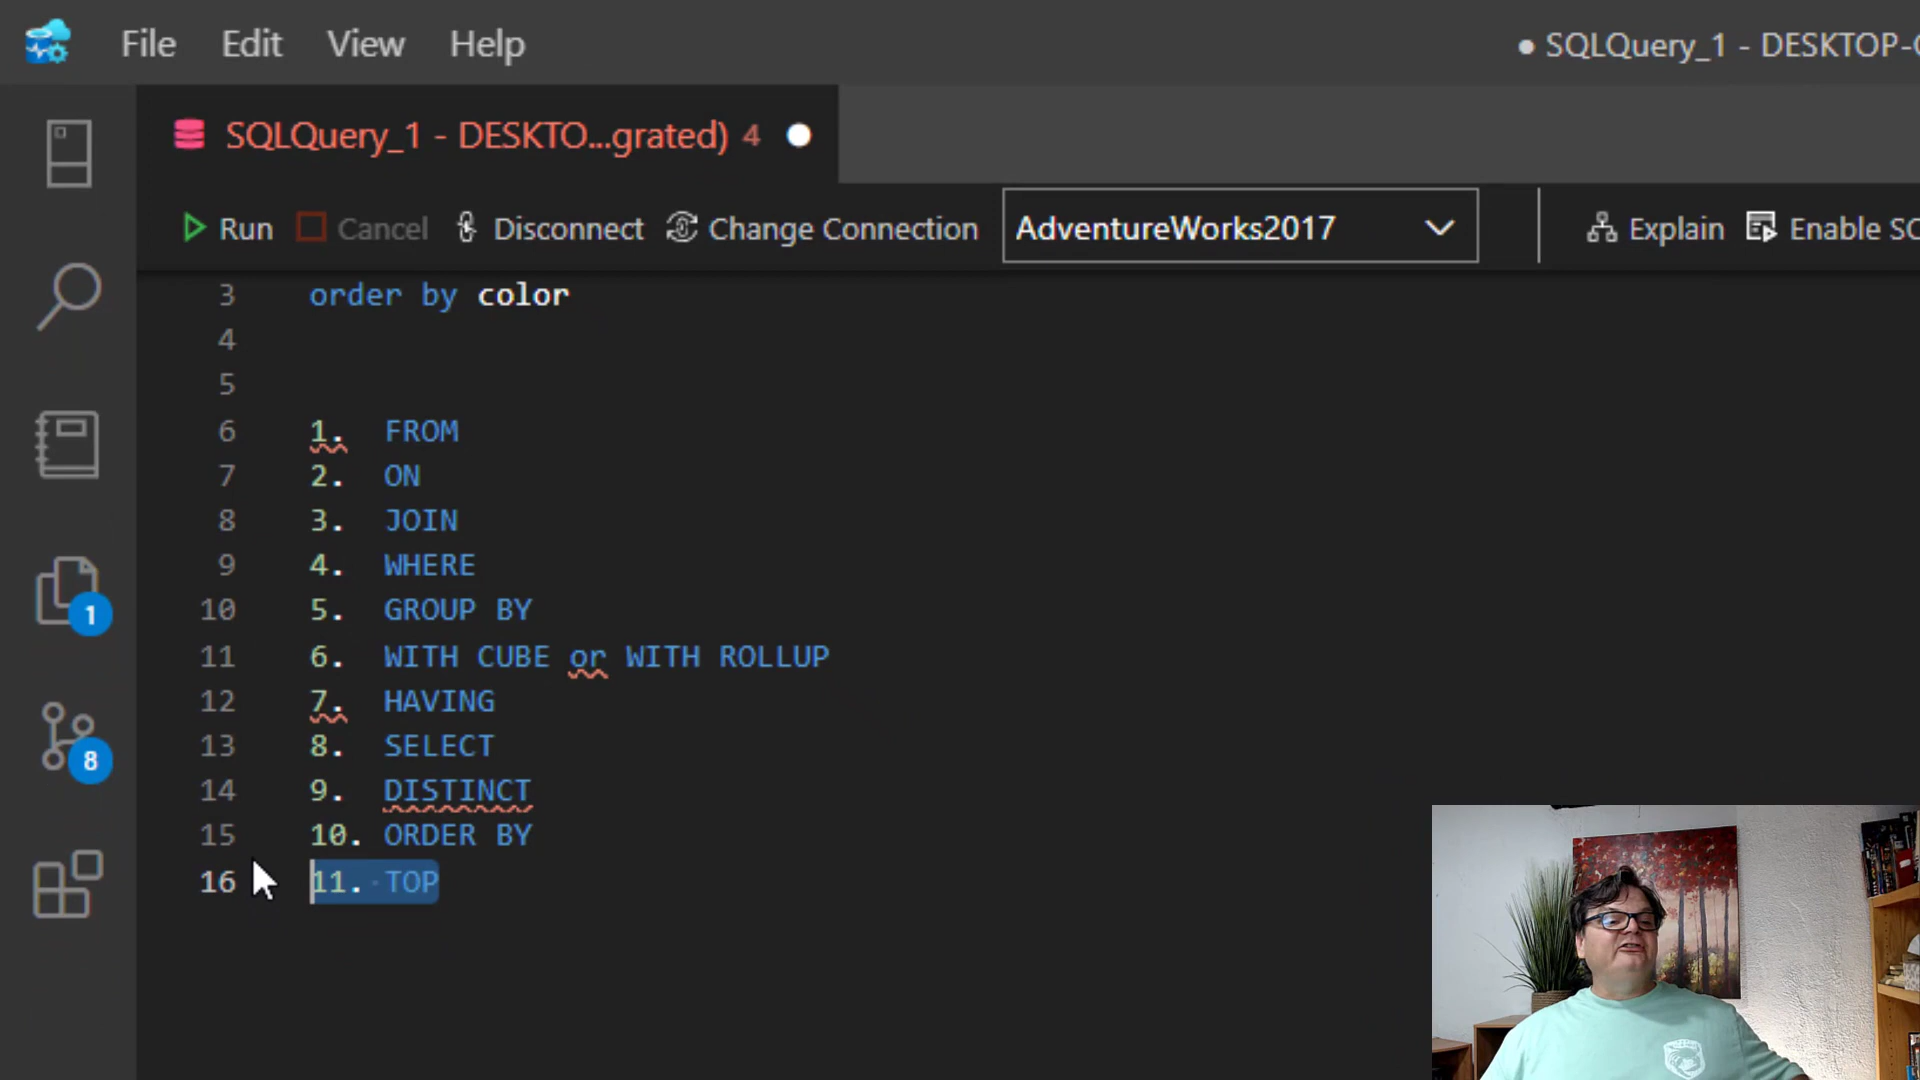 File Edit View Help
● SQLQuery_1 - DESKTOP-
SQLQuery_1 - DESKTO...grated) 4
Run Cancel Disconnect Change Connection AdventureWorks2017 Explain Enable SC
3 order by color
4
5
6 1. FROM
7 2. ON
8 3. JOIN
9 4. WHERE
10 5. GROUP BY
11 6. WITH CUBE or WITH ROLLUP
12 7. HAVING
13 8. SELECT
14 9. DISTINCT
15 10. ORDER BY
16 11. TOP
1
8